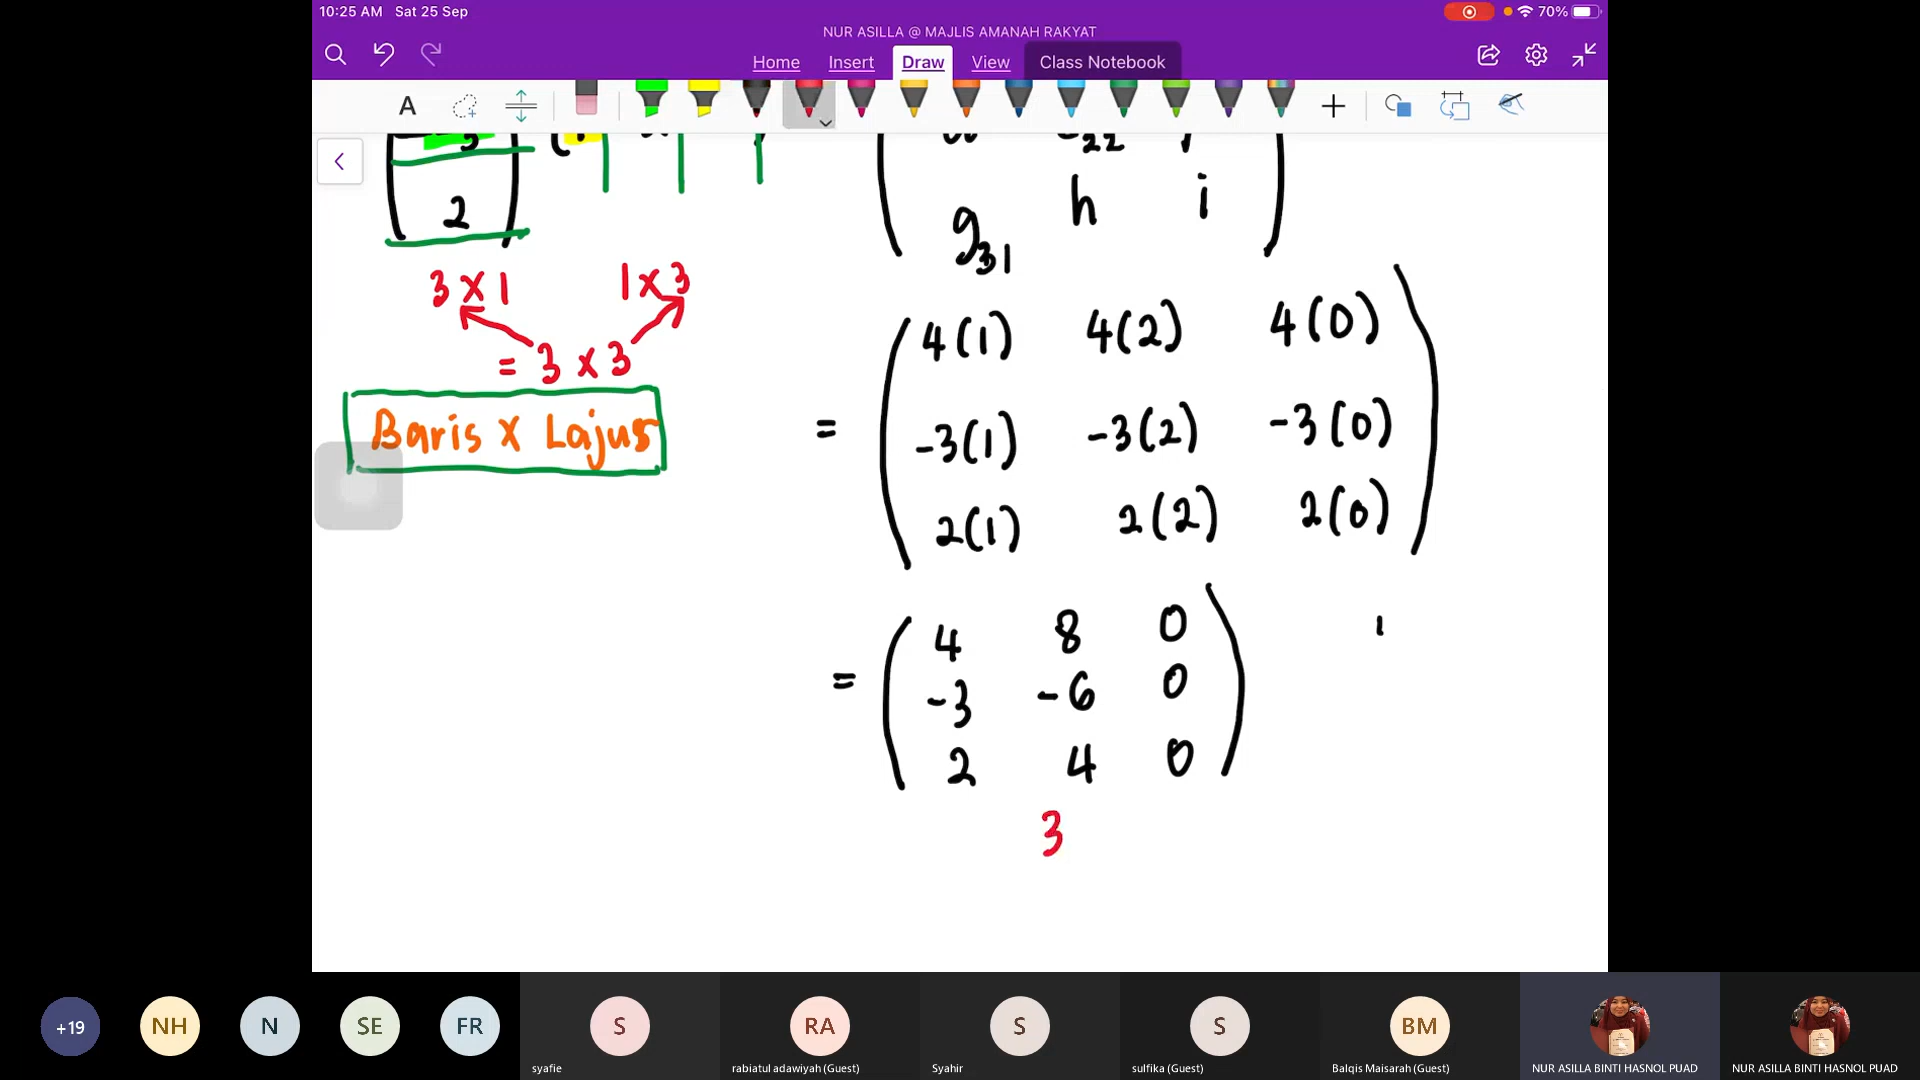 10:25 AM Sat 25 Sep
70%
NUR ASILLA @ MAJLIS AMANAH RAKYAT
Home Insert Draw View Class Notebook
A
2
h i
g31
3 x 1 1 x 3
= 3 x 3
Baris x Lajur
4(1) 4(2) 4(0)
= -3(1) -3(2) -3(0)
2(1) 2(2) 2(0)
4 8 0
= -3 -6 0
2 4 0
3
+19 NH N SE FR S RA S S BM
syafie rabiatul adawiyah (Guest) Syahir sulfika (Guest) Balqis Maisarah (Guest) NUR ASILLA BINTI HASNOL PUAD NUR ASILLA BINTI HASNOL PUAD